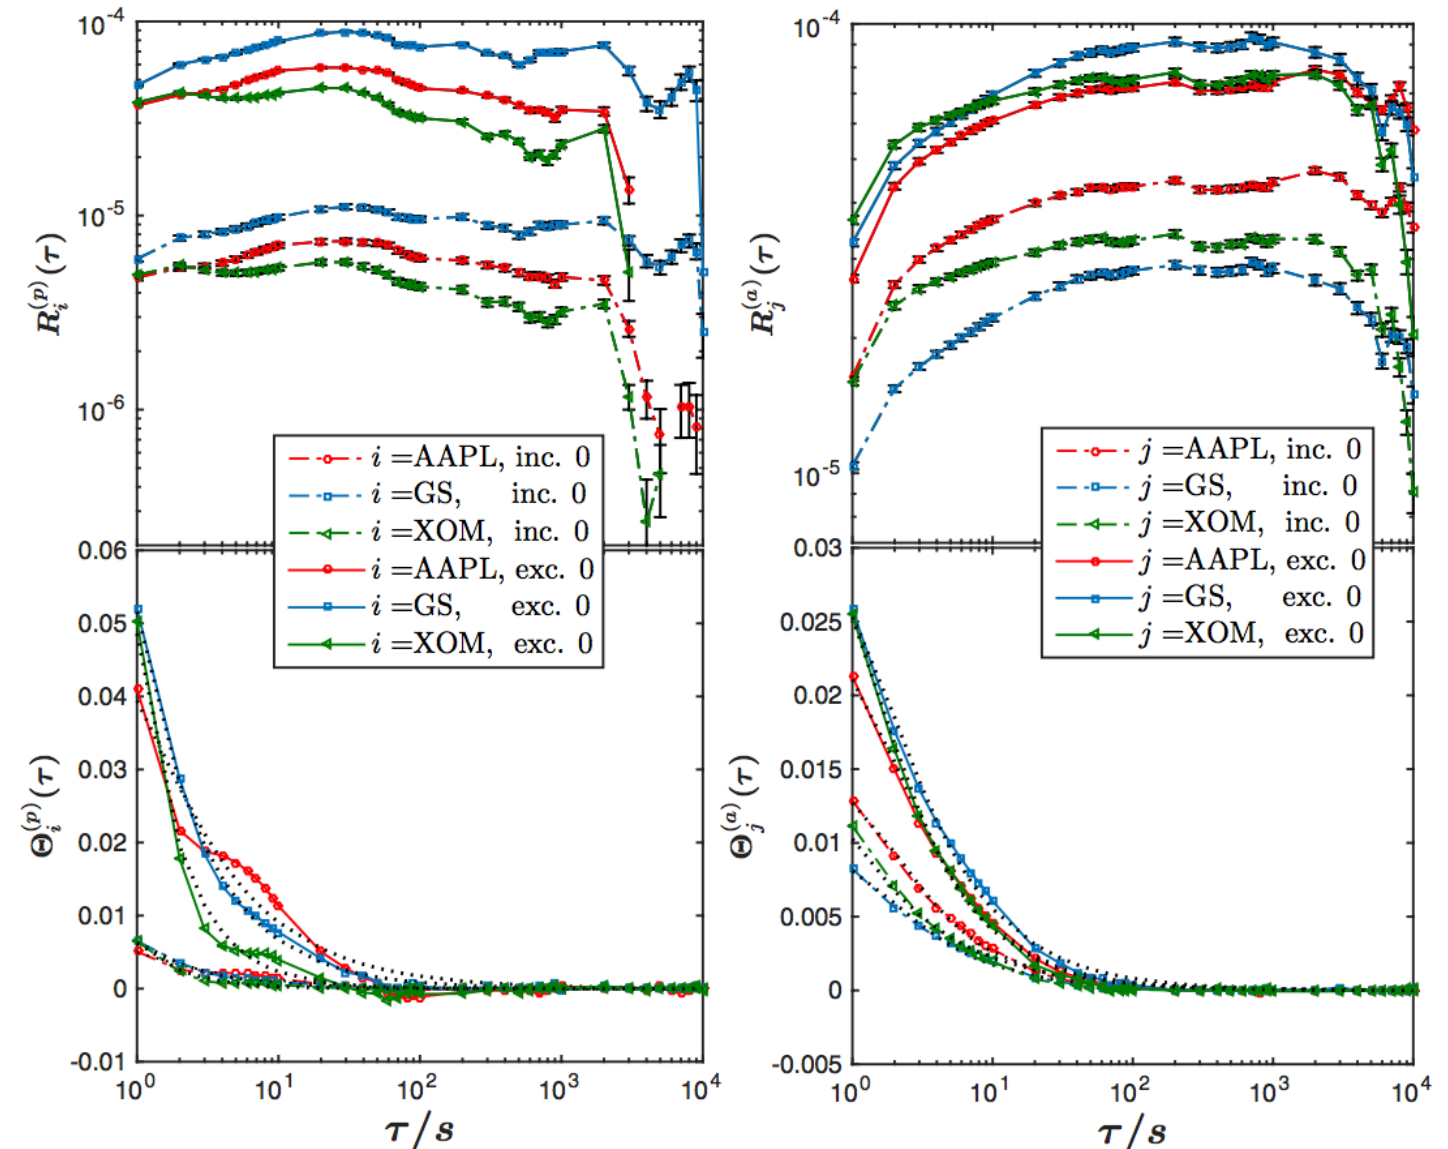 10^-4
10^-5
10^-6
R_i^(p)(τ)
i =AAPL, inc. 0
i =GS, inc. 0
i =XOM, inc. 0
i =AAPL, exc. 0
i =GS, exc. 0
i =XOM, exc. 0
0.06
0.05
0.04
0.03
0.02
0.01
0
-0.01
Θ_i^(p)(τ)
10^0 10^1 10^2 10^3 10^4
τ/s
10^-4
10^-5
R_j^(a)(τ)
j =AAPL, inc. 0
j =GS, inc. 0
j =XOM, inc. 0
j =AAPL, exc. 0
j =GS, exc. 0
j =XOM, exc. 0
0.03
0.025
0.02
0.015
0.01
0.005
0
-0.005
Θ_j^(a)(τ)
10^0 10^1 10^2 10^3 10^4
τ/s